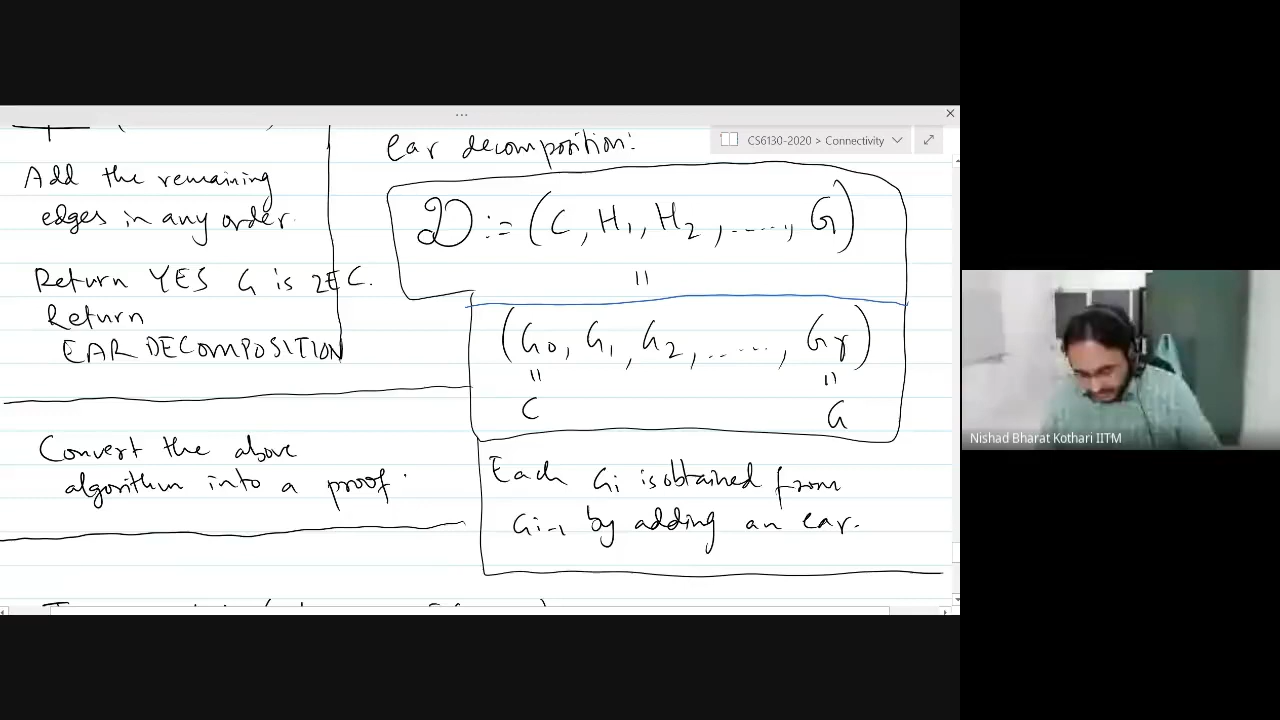 CS6130-2020 > Connectivity
Add the remaining
edges in any order.
Return YES G is 2EC.
Return
EAR DECOMPOSITION
Convert the above
algorithm into a proof.
Ear decomposition:
D := (C, H₁, H₂, ....., G)
=
(G₀, G₁, G₂, ......, Gᵣ)
= =
C G
Each Gi is obtained from
Gi-1 by adding an ear.
Nishad Bharat Kothari IITM